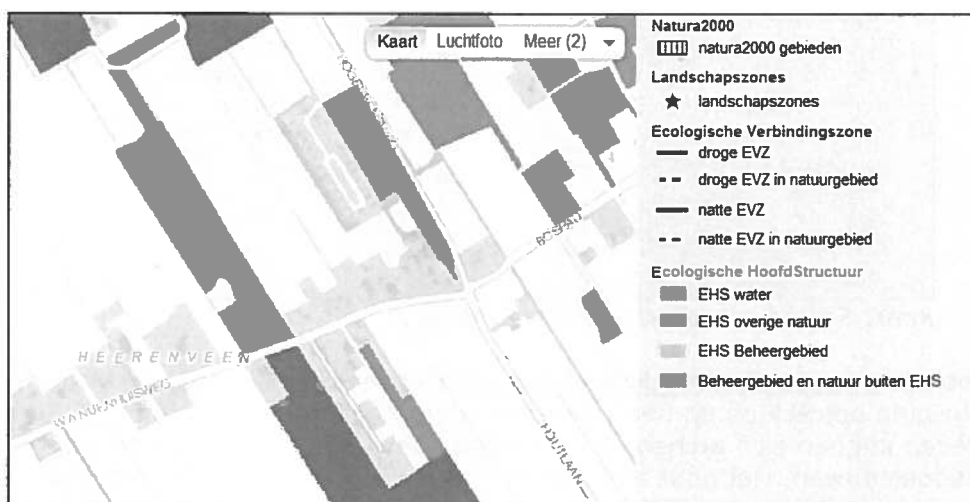 Kaart Luchtfoto Meer (2)
HEERENVEEN
HOUTLAAN
Natura2000
natura2000 gebieden
Landschapszones
landschapszones
Ecologische Verbindingszone
droge EVZ
droge EVZ in natuurgebied
natte EVZ
natte EVZ in natuurgebied
Ecologische HoofdStructuur
EHS water
EHS overige natuur
EHS Beheergebied
Beheergebied en natuur buiten EHS